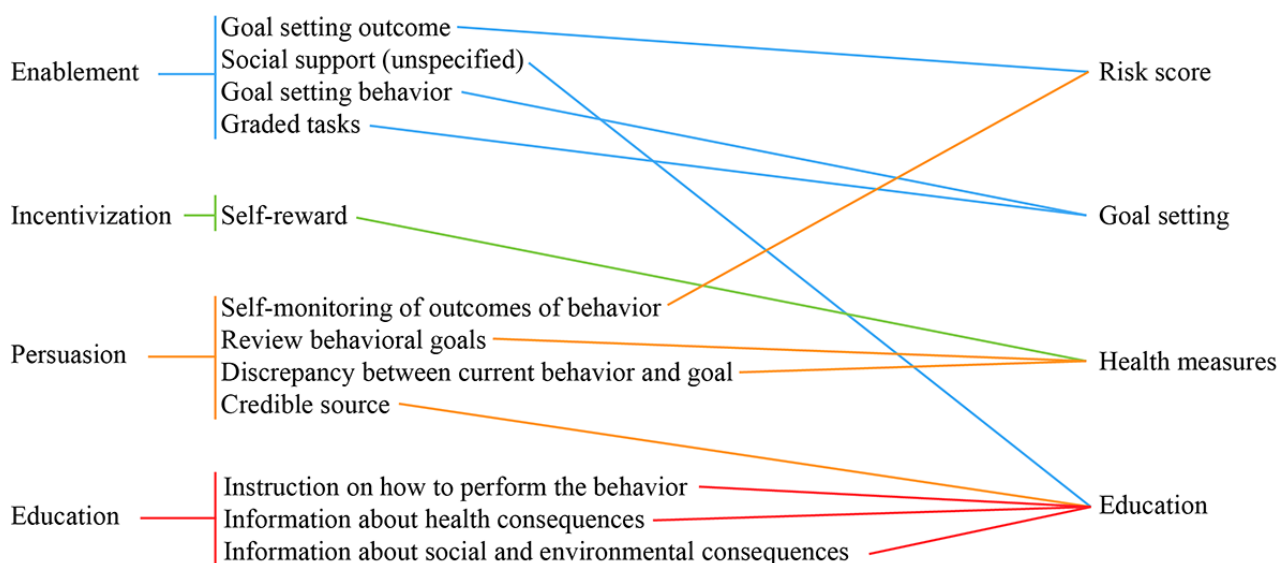 Enablement
Goal setting outcome
Social support (unspecified)
Goal setting behavior
Graded tasks
Incentivization
Self-reward
Persuasion
Self-monitoring of outcomes of behavior
Review behavioral goals
Discrepancy between current behavior and goal
Credible source
Education
Instruction on how to perform the behavior
Information about health consequences
Information about social and environmental consequences
Risk score
Goal setting
Health measures
Education